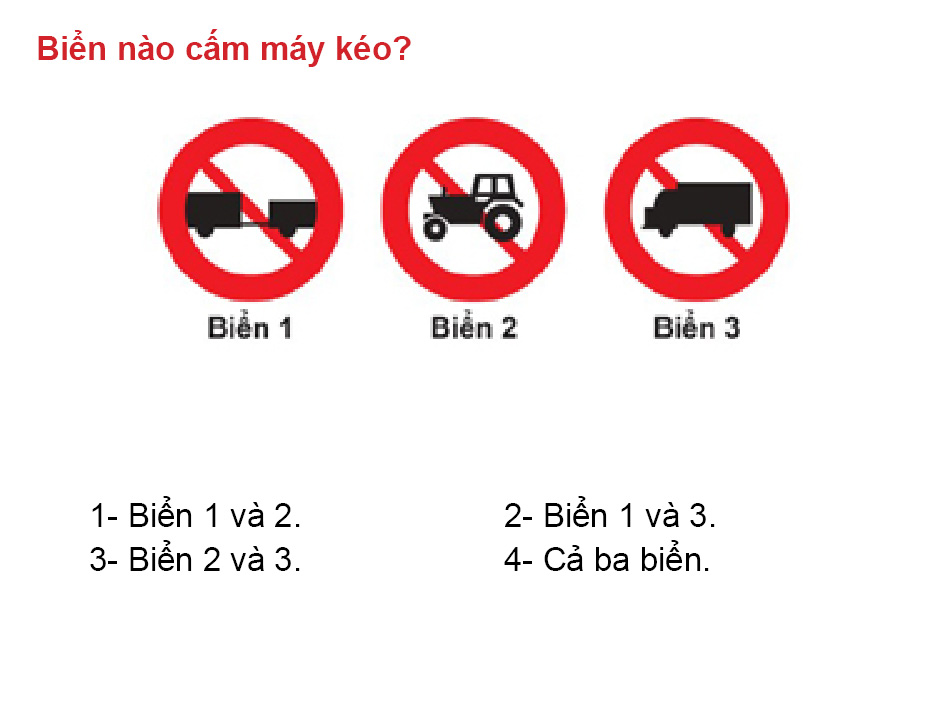 Biển nào cấm máy kéo?
Biển 1 Biển 2 Biển 3
1- Biển 1 và 2. 2- Biển 1 và 3.
3- Biển 2 và 3. 4- Cả ba biển.